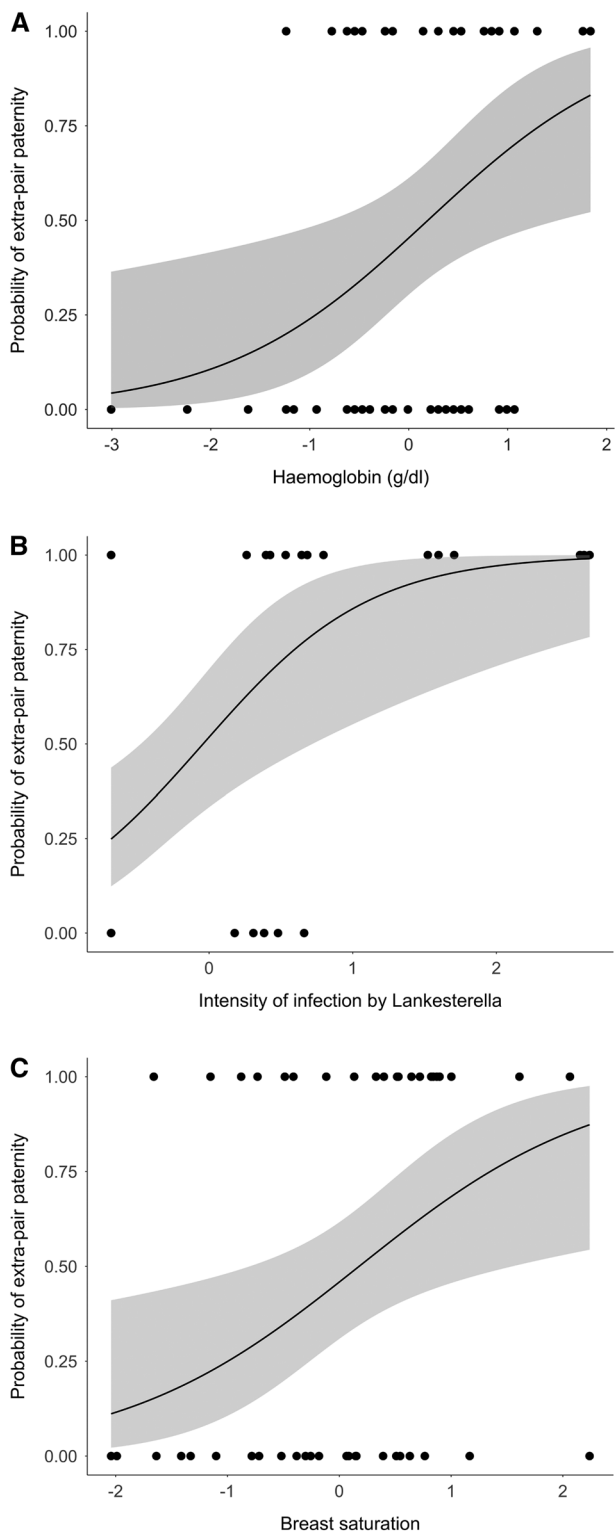 A
Probability of extra-pair paternity
1.00
0.75
0.50
0.25
0.00
-3 -2 -1 0 1 2
Haemoglobin (g/dl)
B
Probability of extra-pair paternity
1.00
0.75
0.50
0.25
0.00
0 1 2
Intensity of infection by Lankesterella
C
Probability of extra-pair paternity
1.00
0.75
0.50
0.25
0.00
-2 -1 0 1 2
Breast saturation